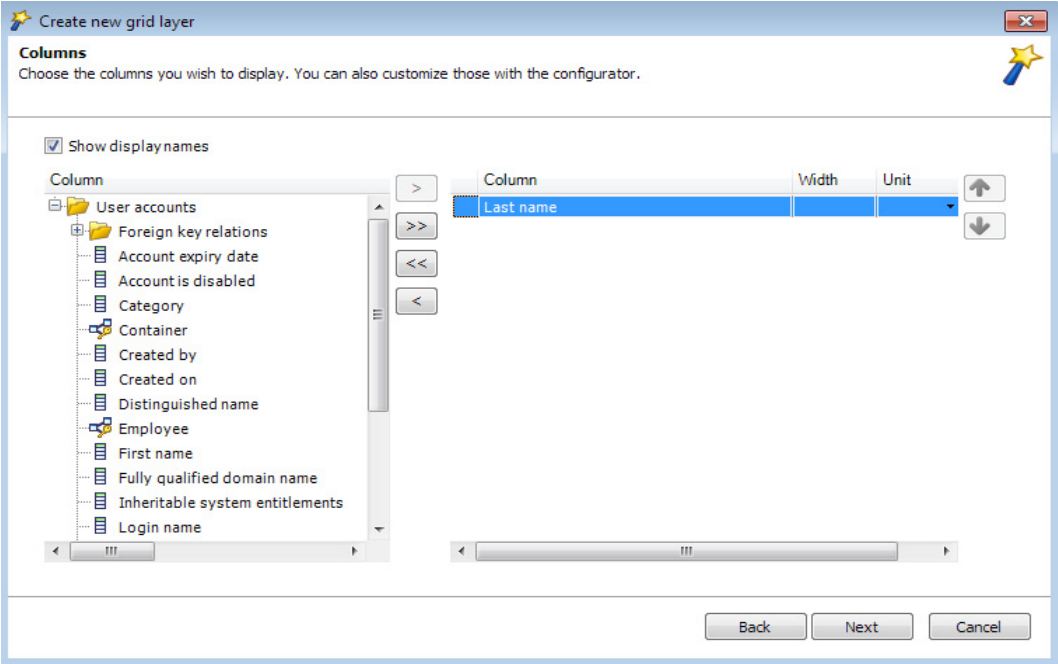 Create new grid layer
Columns
Choose the columns you wish to display. You can also customize those with the configurator.
Show display names
Column
User accounts
Foreign key relations
Account expiry date
Account is disabled
Category
Container
Created by
Created on
Distinguished name
Employee
First name
Fully qualified domain name
Inheritable system entitlements
Login name
>
>>
<<
<
Column Width Unit
Last name
Back Next Cancel